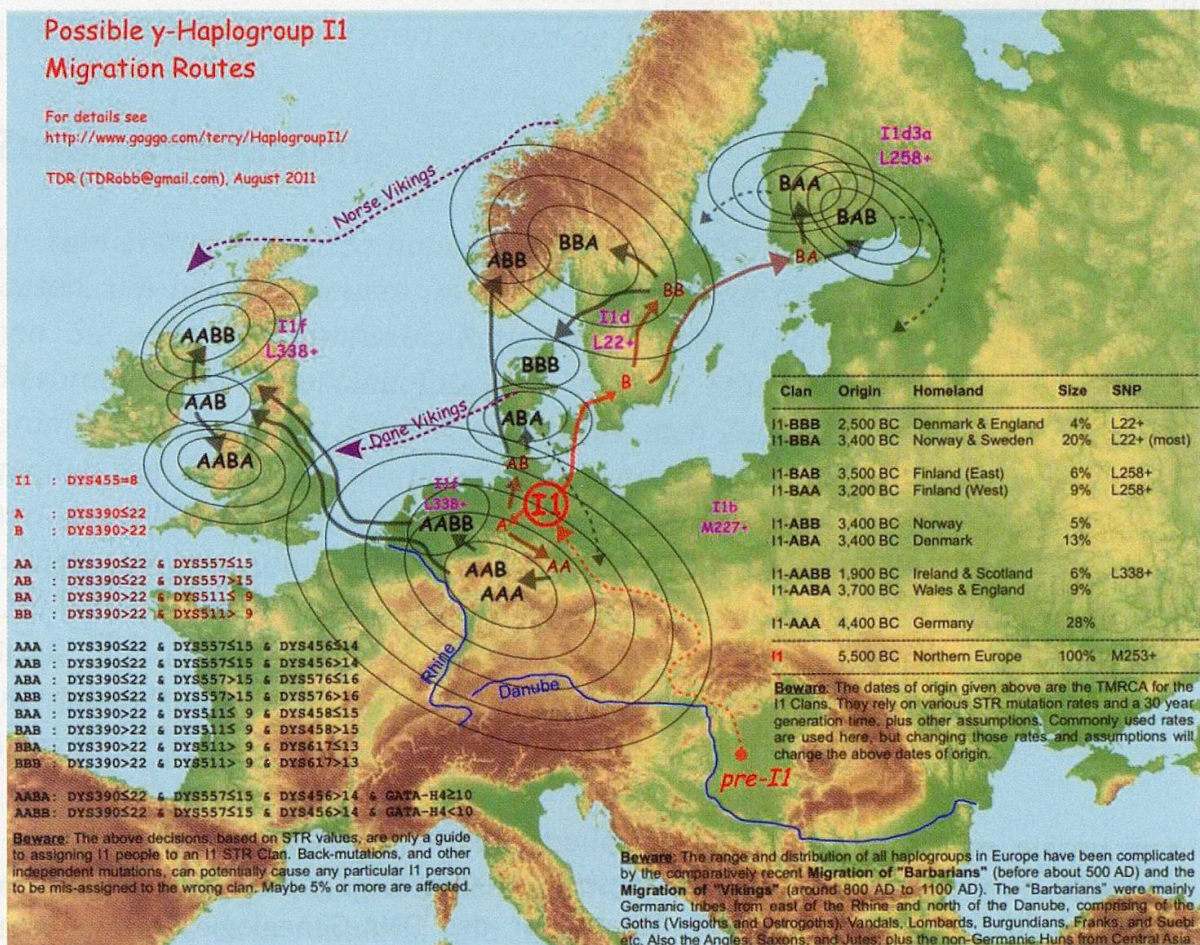 Possible y-Haplogroup I1
Migration Routes
For details see
http://www.goggo.com/terry/HaplogroupI1/
TDR (TDRobb@gmail.com), August 2011
Norse Vikings
Dane Vikings
I1d3a
L258+
BAA
BAB
BA
BBA
ABB
BB
I1d
L22+
BBB
B
ABA
AB
I1f
L338+
AABB
AAB
AABA
I1
I1f
L338+
AABB
A
AA
AAB
AAA
I1b
M227+
Rhine
Danube
pre-I1
I1 : DYS455=8
A : DYS390≤22
B : DYS390>22
AA : DYS390≤22 & DYS557≤15
AB : DYS390≤22 & DYS557>15
BA : DYS390>22 & DYS511≤ 9
BB : DYS390>22 & DYS511> 9
AAA : DYS390≤22 & DYS557≤15 & DYS456≤14
AAB : DYS390≤22 & DYS557≤15 & DYS456>14
ABA : DYS390≤22 & DYS557>15 & DYS576≤16
ABB : DYS390≤22 & DYS557>15 & DYS576>16
BAA : DYS390>22 & DYS511≤ 9 & DYS458≤15
BAB : DYS390>22 & DYS511≤ 9 & DYS458>15
BBA : DYS390>22 & DYS511> 9 & DYS617≤13
BBB : DYS390>22 & DYS511> 9 & DYS617>13
AABA: DYS390≤22 & DYS557≤15 & DYS456>14 & GATA-H4≥10
AABB: DYS390≤22 & DYS557≤15 & DYS456>14 & GATA-H4<10
Beware: The above decisions, based on STR values, are only a guide
to assigning I1 people to an I1 STR Clan. Back-mutations, and other
independent mutations, can potentially cause any particular I1 person
to be mis-assigned to the wrong clan. Maybe 5% or more are affected.
Clan Origin Homeland Size SNP
I1-BBB 2,500 BC Denmark & England 4% L22+
I1-BBA 3,400 BC Norway & Sweden 20% L22+ (most)
I1-BAB 3,500 BC Finland (East) 6% L258+
I1-BAA 3,200 BC Finland (West) 9% L258+
I1-ABB 3,400 BC Norway 5%
I1-ABA 3,400 BC Denmark 13%
I1-AABB 1,900 BC Ireland & Scotland 6% L338+
I1-AABA 3,700 BC Wales & England 9%
I1-AAA 4,400 BC Germany 28%
I1 5,500 BC Northern Europe 100% M253+
Beware: The dates of origin given above are the TMRCA for the
I1 Clans. They rely on various STR mutation rates and a 30 year
generation time, plus other assumptions. Commonly used rates
are used here, but changing those rates and assumptions will
change the above dates of origin.
Beware: The range and distribution of all haplogroups in Europe have been complicated
by the comparatively recent Migration of "Barbarians" (before about 500 AD) and the
Migration of "Vikings" (around 800 AD to 1100 AD). The "Barbarians" were mainly
Germanic tribes from east of the Rhine and north of the Danube, comprising of the
Goths (Visigoths and Ostrogoths), Vandals, Lombards, Burgundians, Franks, and Suebi
etc. Also the Angles, Saxons, and Jutes; plus the non-Germanic Huns from Central Asia.